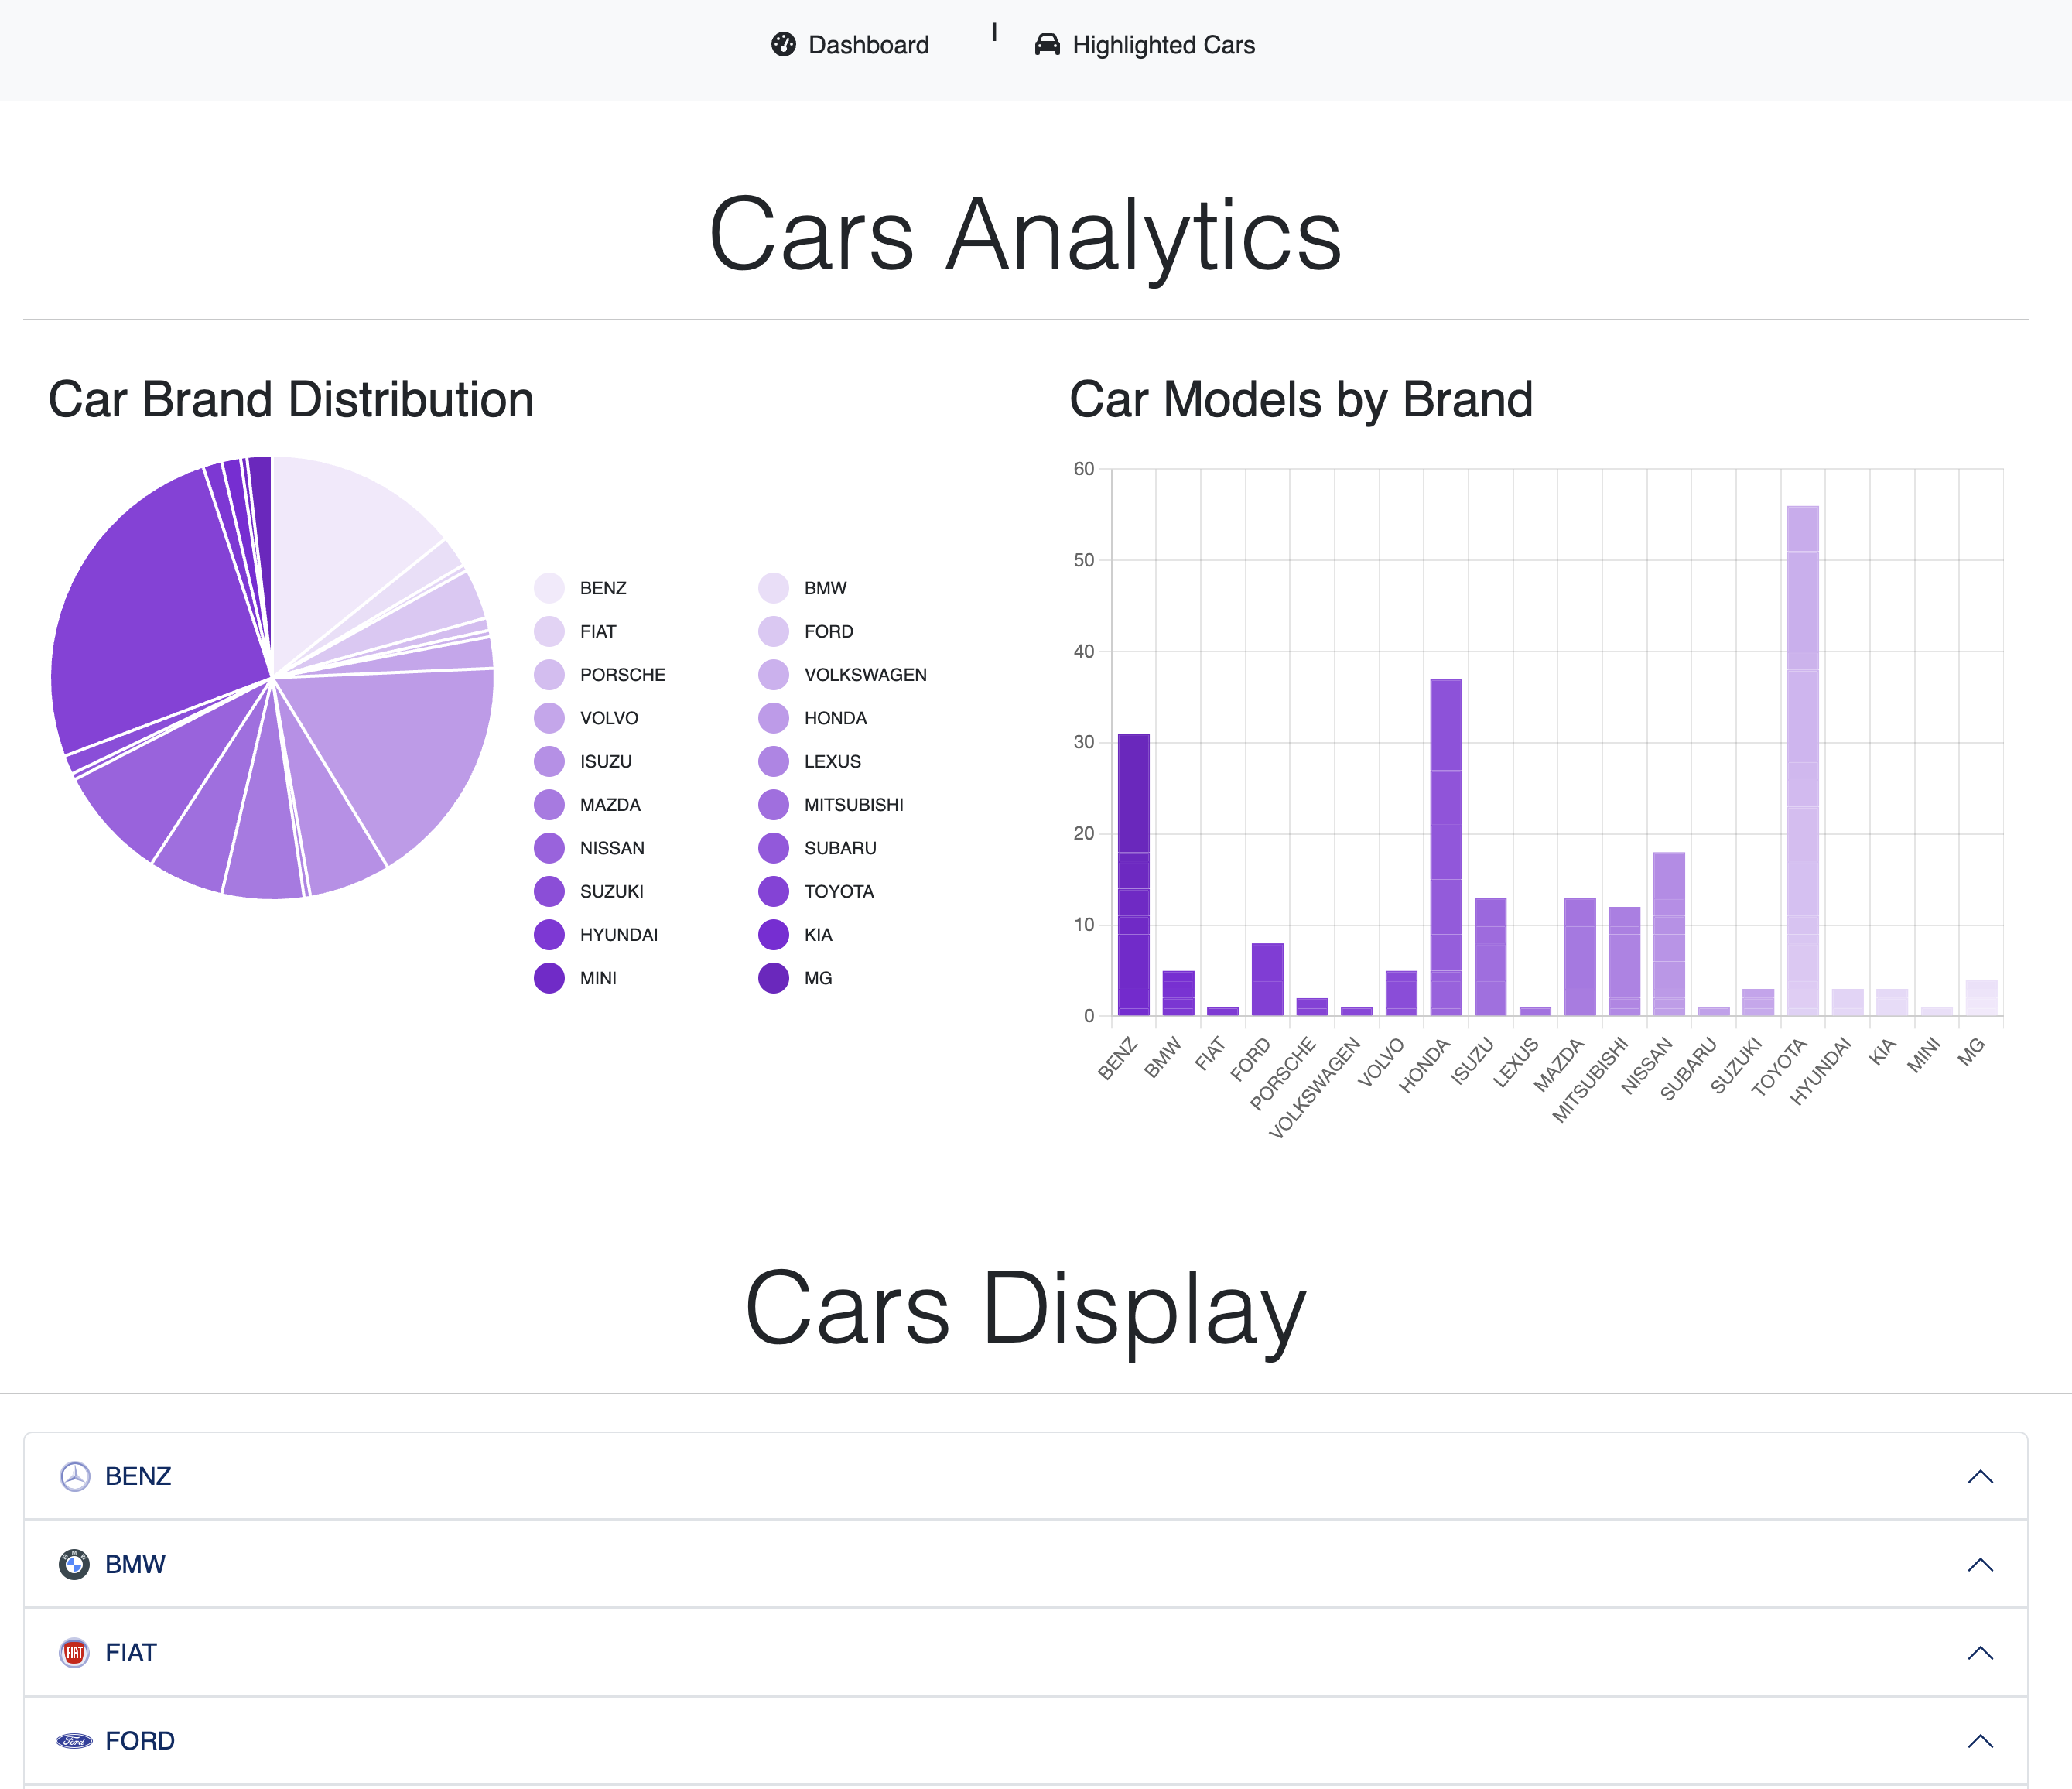 Dashboard | Highlighted Cars
Cars Analytics
Car Brand Distribution
BENZ BMW
FIAT FORD
PORSCHE VOLKSWAGEN
VOLVO HONDA
ISUZU LEXUS
MAZDA MITSUBISHI
NISSAN SUBARU
SUZUKI TOYOTA
HYUNDAI KIA
MINI MG
Car Models by Brand
60
50
40
30
20
10
0
BENZ BMW FIAT FORD PORSCHE VOLKSWAGEN VOLVO HONDA ISUZU LEXUS MAZDA MITSUBISHI NISSAN SUBARU SUZUKI TOYOTA HYUNDAI KIA MINI MG
Cars Display
BENZ
BMW
BMW
FIAT FIAT
Ford FORD